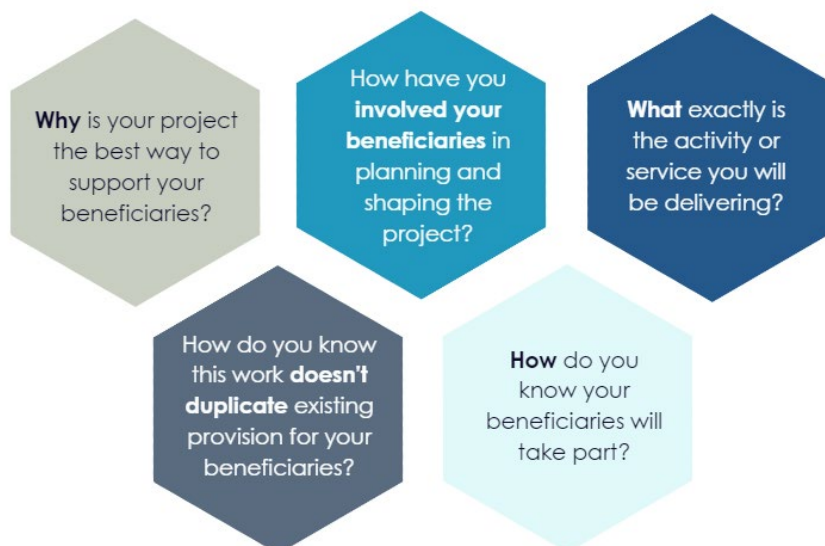 Why is your project
the best way to
support your
beneficiaries?
How have you
involved your
beneficiaries in
planning and
shaping the
project?
What exactly is
the activity or
service you will
be delivering?
How do you know
this work doesn't
duplicate existing
provision for your
beneficiaries?
How do you
know your
beneficiaries will
take part?